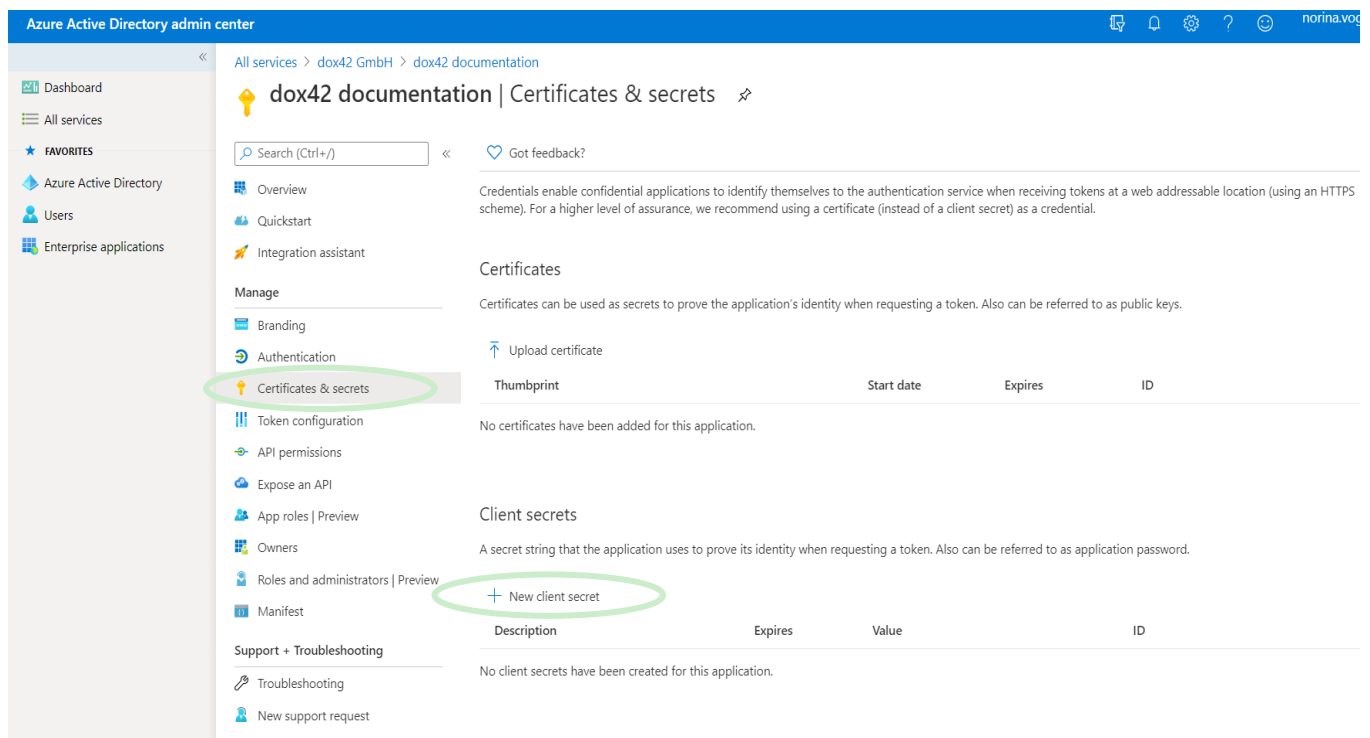 Azure Active Directory admin center
norina.vog
Dashboard
All services
FAVORITES
Azure Active Directory
Users
Enterprise applications
All services > dox42 GmbH > dox42 documentation
dox42 documentation | Certificates & secrets
Search (Ctrl+/)
Overview
Quickstart
Integration assistant
Manage
Branding
Authentication
Certificates & secrets
Token configuration
API permissions
Expose an API
App roles | Preview
Owners
Roles and administrators | Preview
Manifest
Support + Troubleshooting
Troubleshooting
New support request
Got feedback?
Credentials enable confidential applications to identify themselves to the authentication service when receiving tokens at a web addressable location (using an HTTPS
scheme). For a higher level of assurance, we recommend using a certificate (instead of a client secret) as a credential.
Certificates
Certificates can be used as secrets to prove the application's identity when requesting a token. Also can be referred to as public keys.
Upload certificate
Thumbprint Start date Expires ID
No certificates have been added for this application.
Client secrets
A secret string that the application uses to prove its identity when requesting a token. Also can be referred to as application password.
New client secret
Description Expires Value ID
No client secrets have been created for this application.